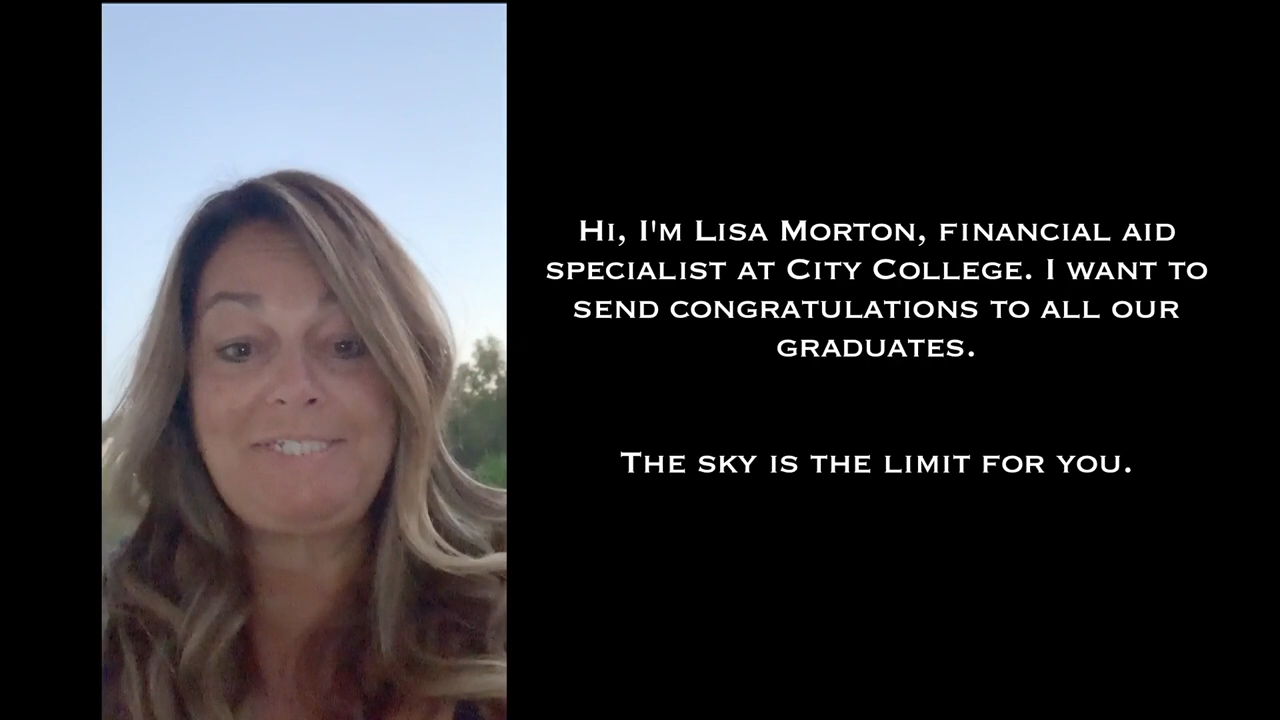 Hi, I'm Lisa Morton, financial aid
specialist at City College. I want to
send congratulations to all our
graduates.
The sky is the limit for you.